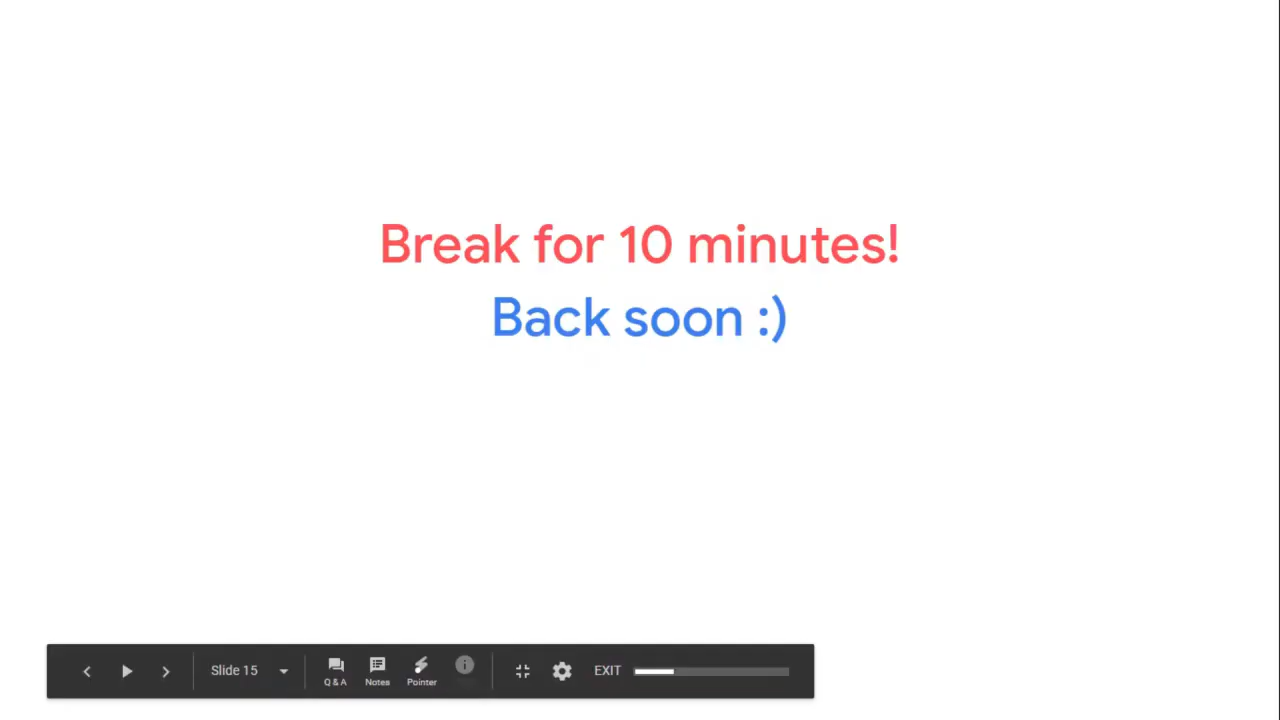 Break for 10 minutes!
Back soon :)
Slide 15
Q & A
Notes
Pointer
EXIT